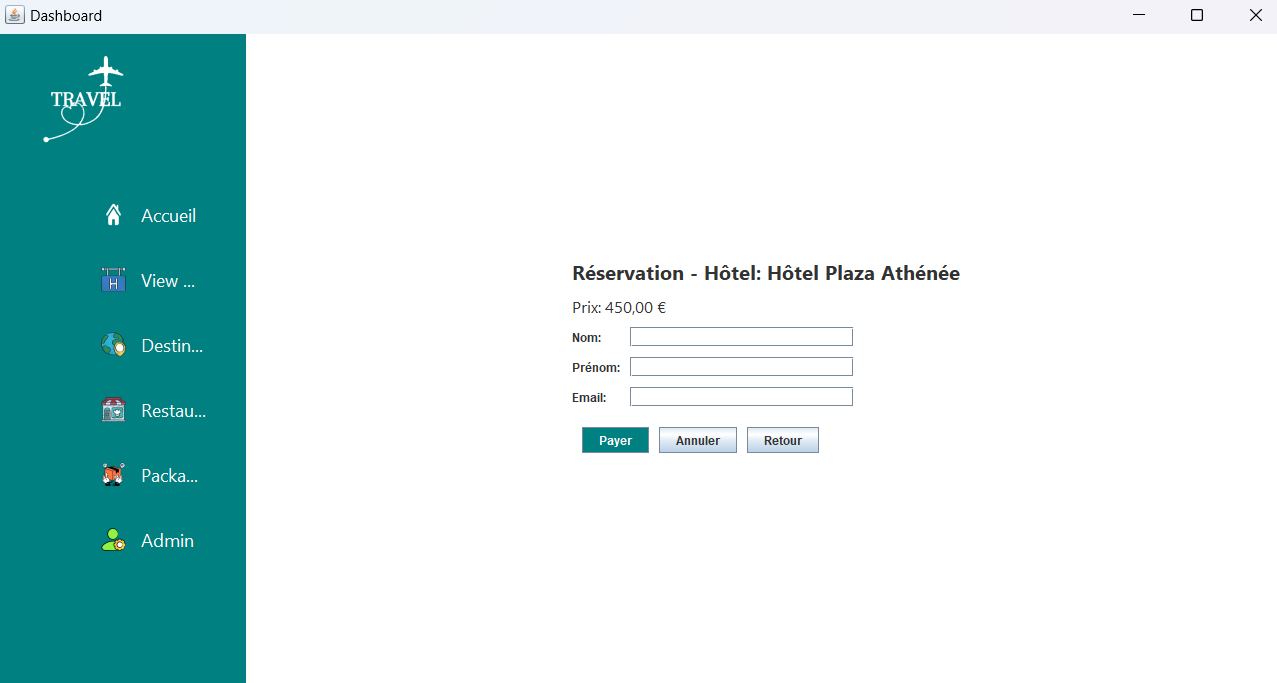 Dashboard
TRAVEL
Accueil
H
View ...
Destin...
Restau...
Packa...
Admin
Réservation - Hôtel: Hôtel Plaza Athénée
Prix: 450,00 €
Nom:
Prénom:
Email:
Payer Annuler Retour